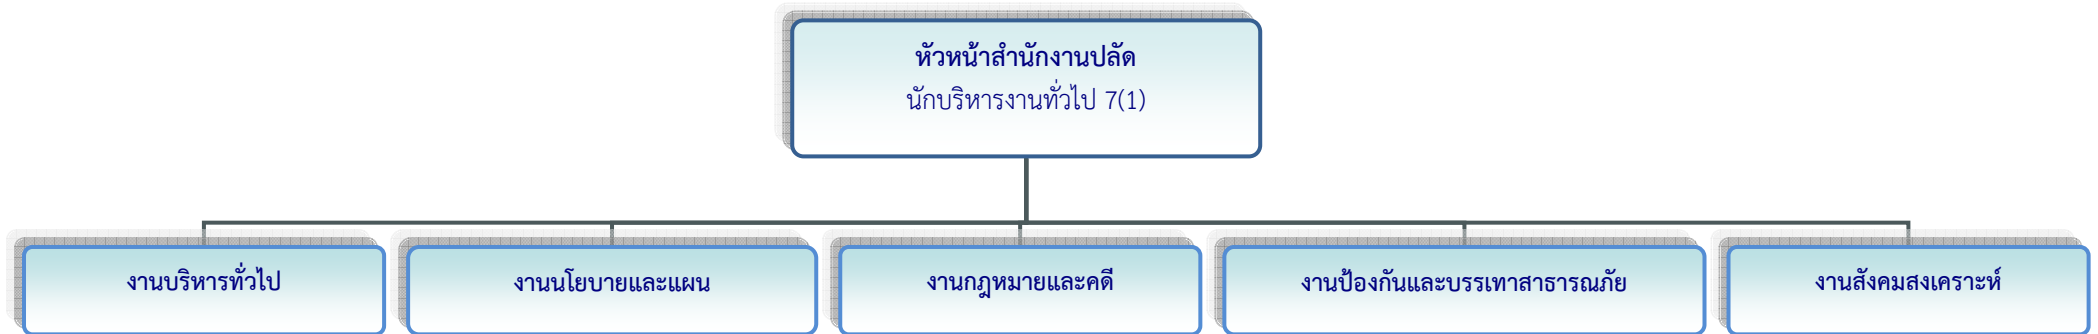 หัวหน้าสำนักงานปลัด
นักบริหารงานทั่วไป 7(1)
งานบริหารทั่วไป
งานนโยบายและแผน
งานกฎหมายและคดี
งานป้องกันและบรรเทาสาธารณภัย
งานสังคมสงเคราะห์